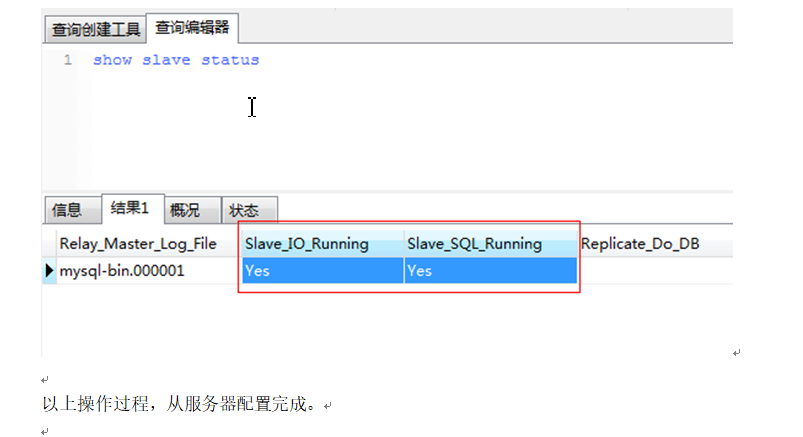 查询创建工具 查询编辑器
1 show slave status
信息 结果1 概况 状态
Relay_Master_Log_File Slave_IO_Running Slave_SQL_Running Replicate_Do_DB
mysql-bin.000001 Yes Yes
以上操作过程，从服务器配置完成。